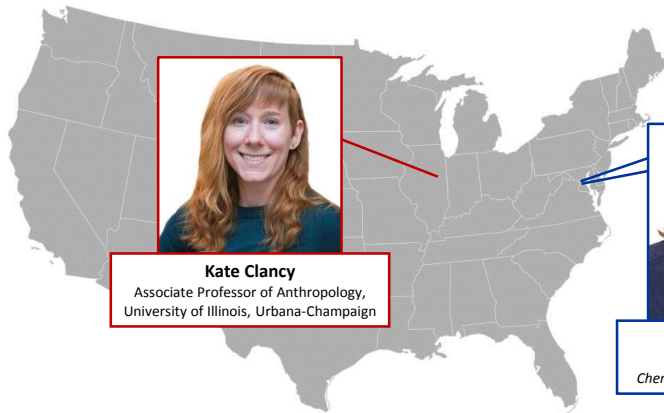 Kate Clancy
Associate Professor of Anthropology,
University of Illinois, Urbana-Champaign